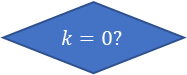 k = 0?